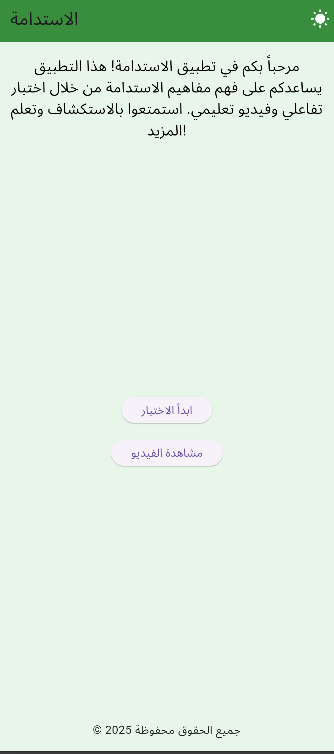 الاستدامة
مرحباً بكم في تطبيق الاستدامة! هذا التطبيق
يساعدكم على فهم مفاهيم الاستدامة من خلال اختبار
تفاعلي وفيديو تعليمي. استمتعوا بالاستكشاف وتعلم
المزيد!
ابدأ الاختبار
مشاهدة الفيديو
جميع الحقوق محفوظة 2025 ©